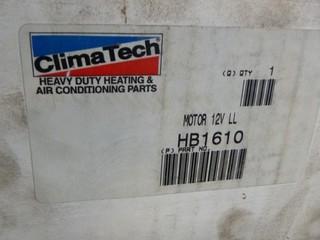 ClimaTech
HEAVY DUTY HEATING &
AIR CONDITIONING PARTS
(Q) QTY 1
MOTOR 12V LL
HB1610
(P) PART NO.